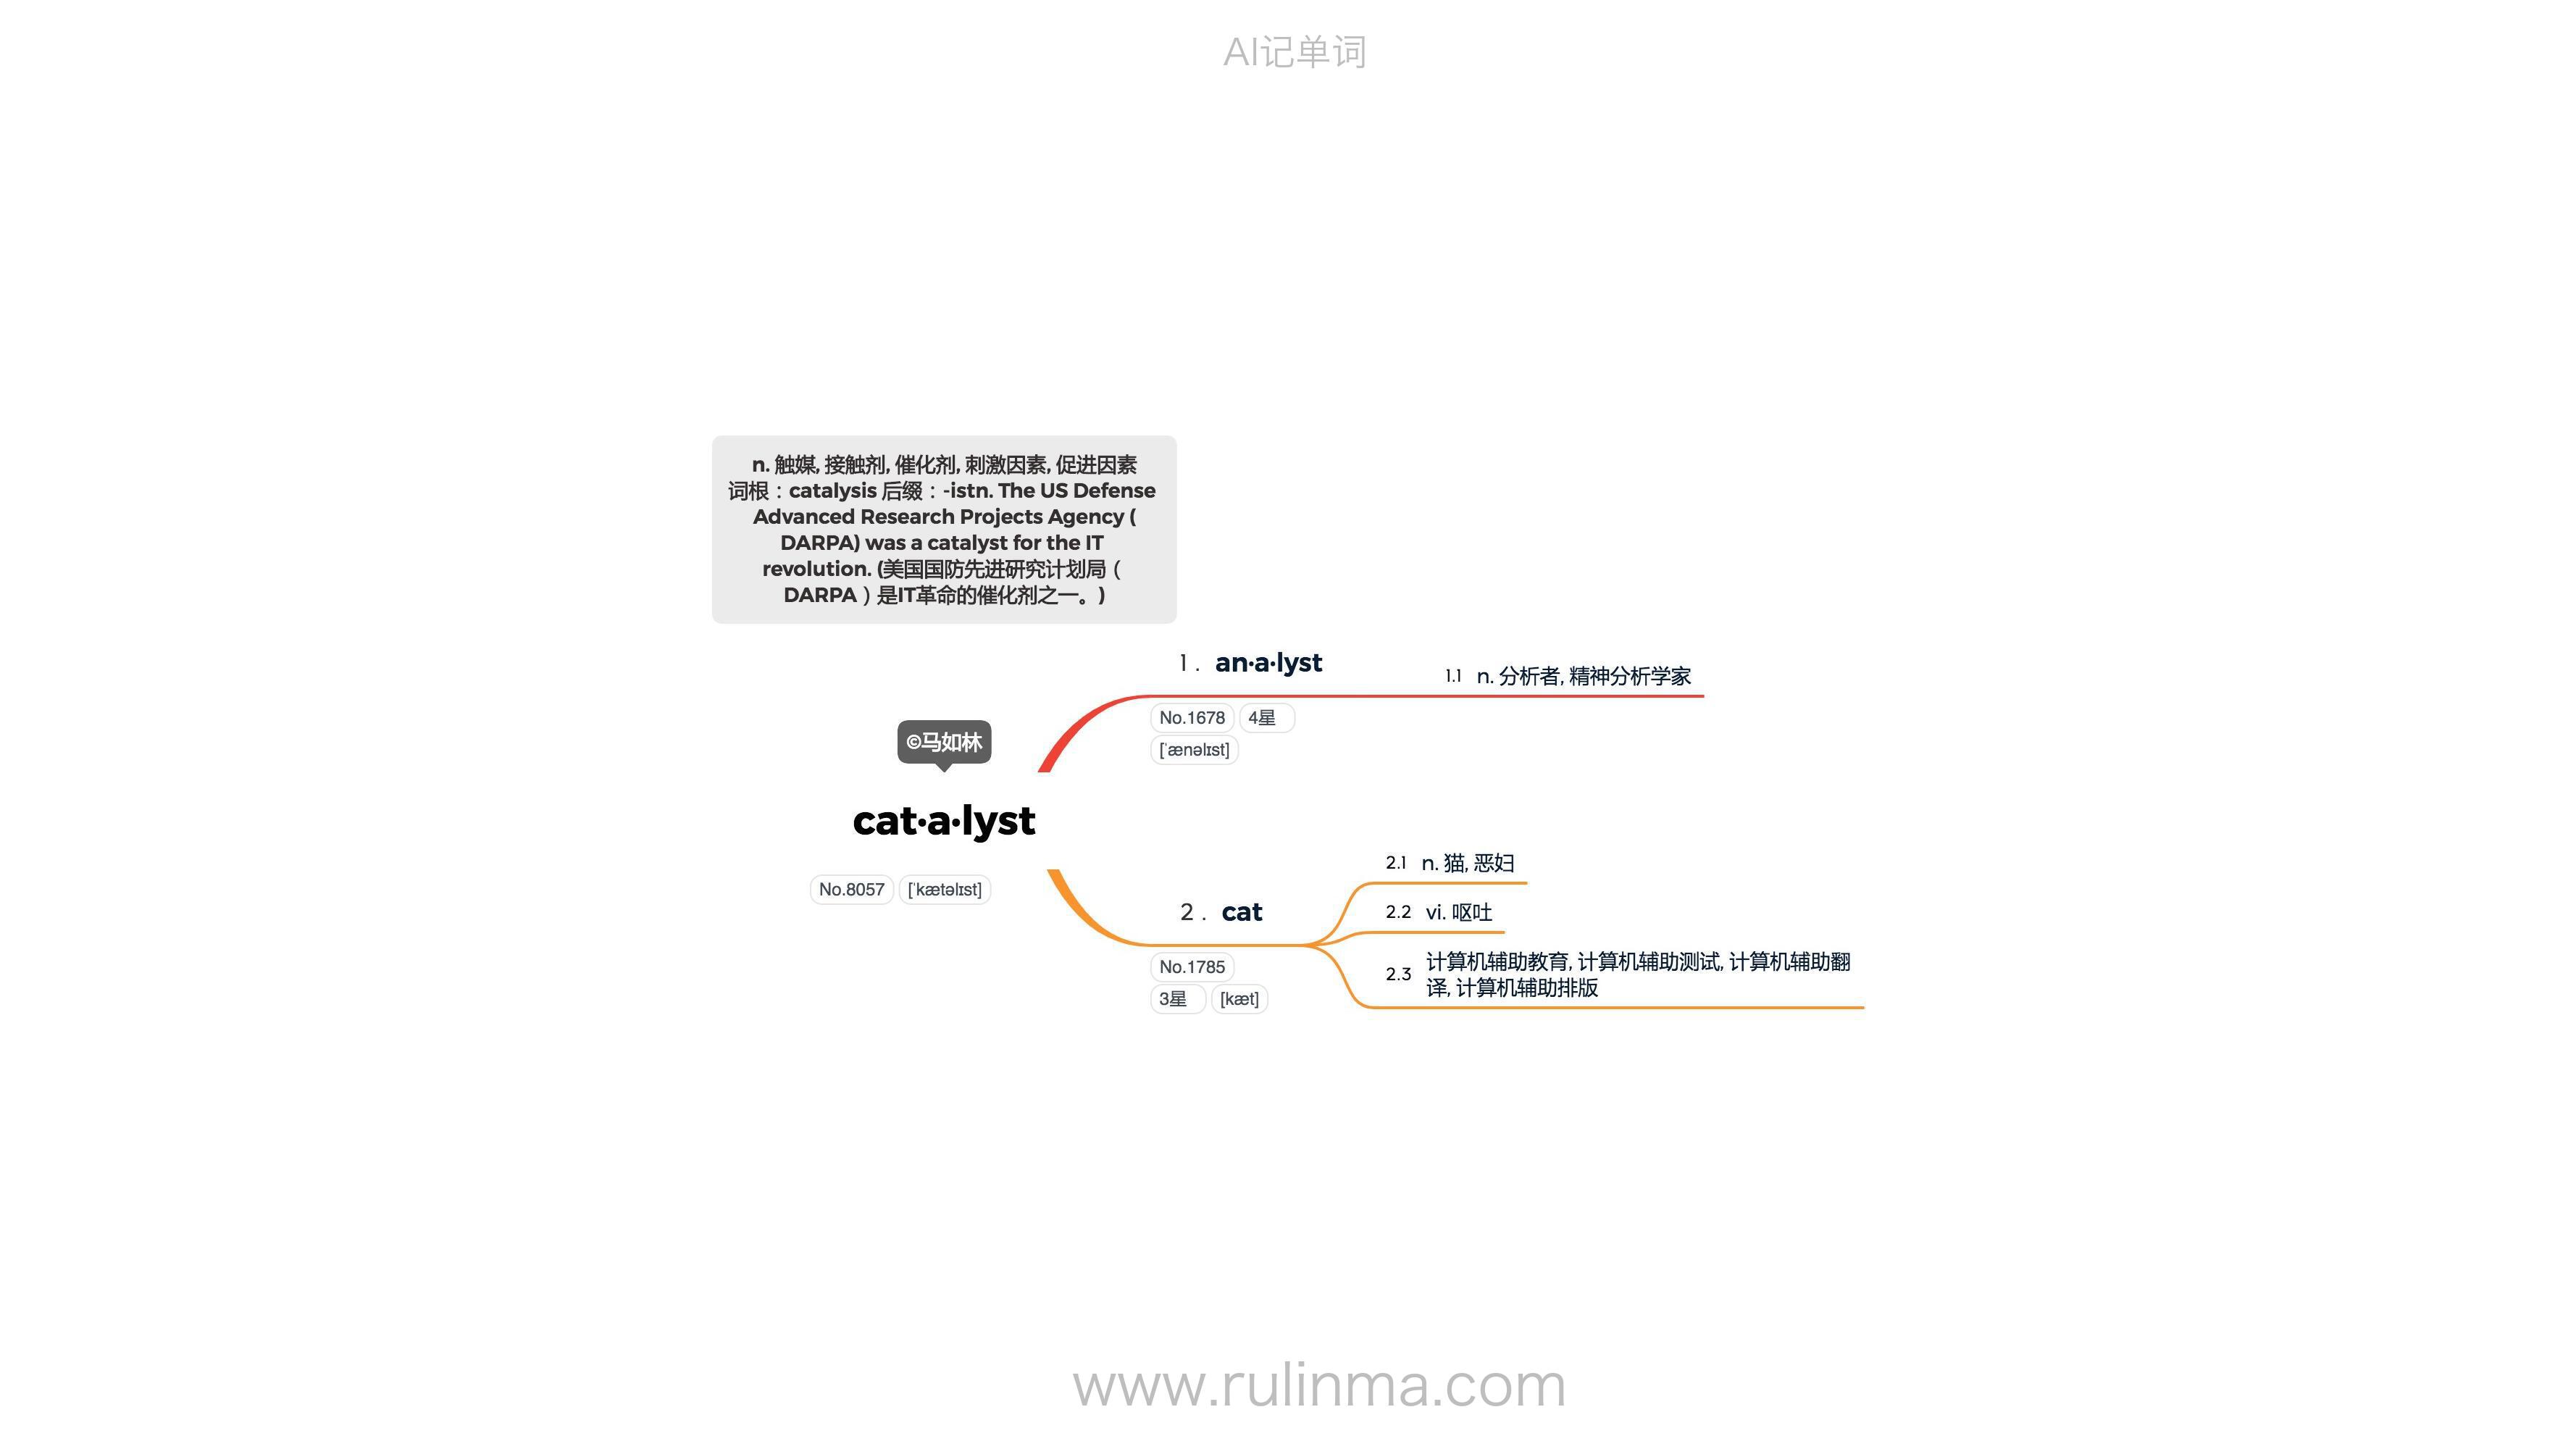 AI记单词
n. 触媒, 接触剂, 催化剂, 刺激因素, 促进因素
词根：catalysis 后缀：-istn. The US Defense
Advanced Research Projects Agency (
DARPA) was a catalyst for the IT
revolution. (美国国防先进研究计划局（
DARPA）是IT革命的催化剂之一。)
1. an·a·lyst
1.1 n. 分析者, 精神分析学家
No.1678 4星
[ˈænəlɪst]
©马如林
cat·a·lyst
No.8057 [ˈkætəlɪst]
2. cat
No.1785
3星 [kæt]
2.1 n. 猫, 恶妇
2.2 vi. 呕吐
2.3 计算机辅助教育, 计算机辅助测试, 计算机辅助翻
译, 计算机辅助排版
www.rulinma.com